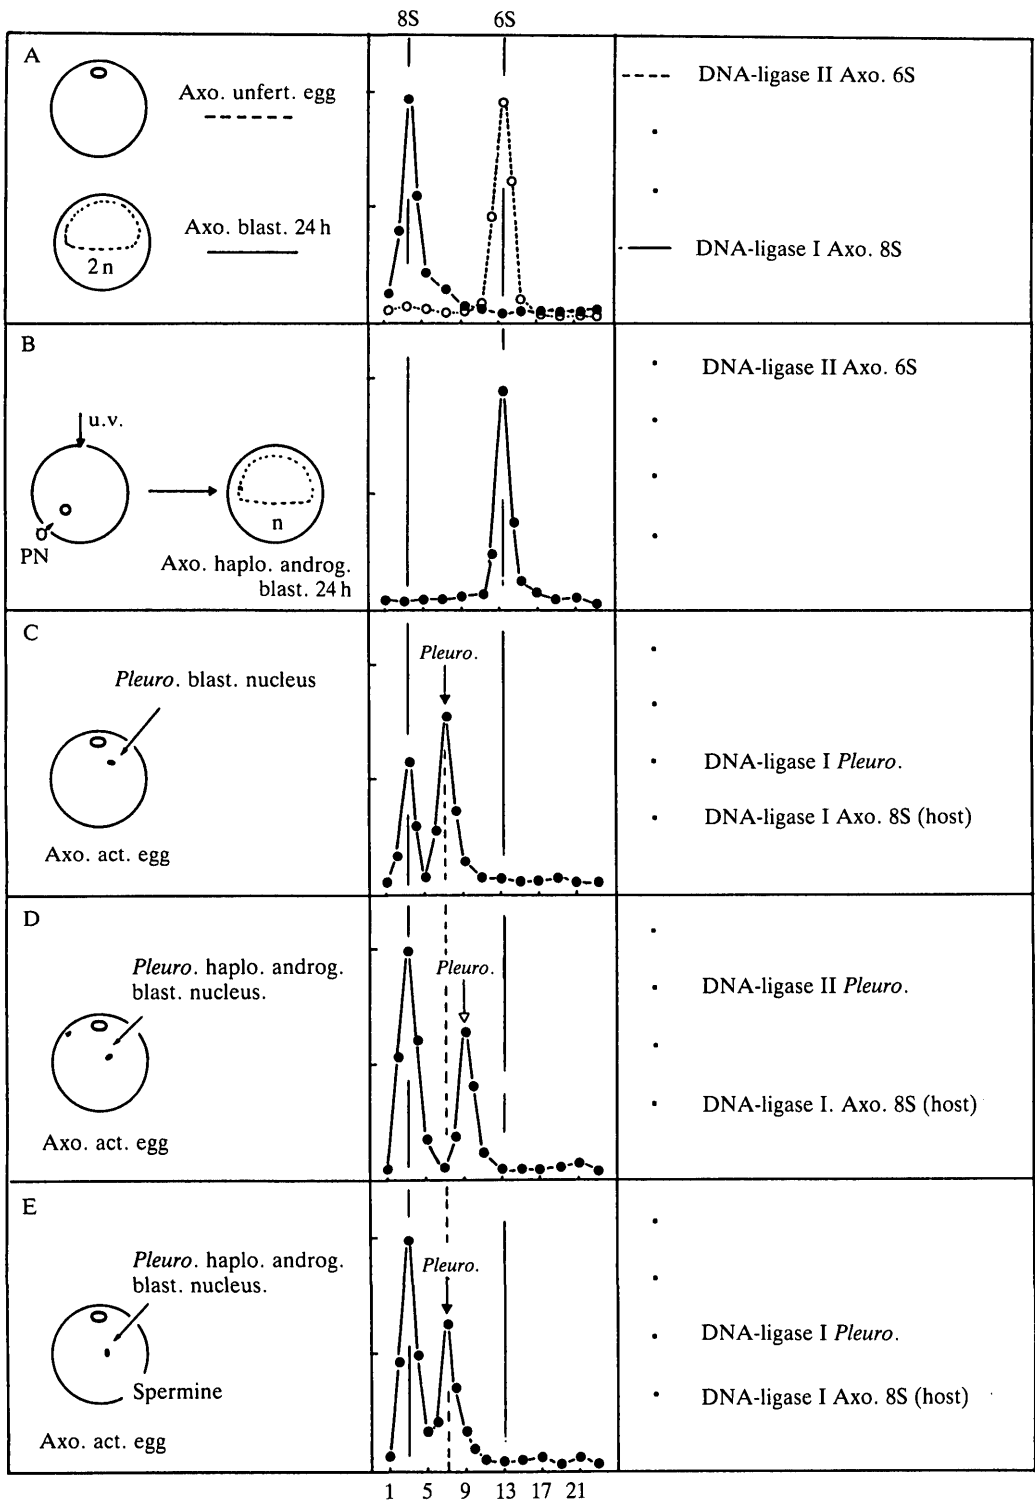 8S 6S
A
Axo. unfert. egg
Axo. blast. 24 h
2n
DNA-ligase II Axo. 6S
DNA-ligase I Axo. 8S
B
u.v.
PN
n
Axo. haplo. androg.
blast. 24 h
DNA-ligase II Axo. 6S
C
Pleuro. blast. nucleus
Axo. act. egg
Pleuro.
DNA-ligase I Pleuro.
DNA-ligase I Axo. 8S (host)
D
Pleuro. haplo. androg.
blast. nucleus.
Axo. act. egg
Pleuro.
DNA-ligase II Pleuro.
DNA-ligase I. Axo. 8S (host)
E
Pleuro. haplo. androg.
blast. nucleus.
Spermine
Axo. act. egg
Pleuro.
DNA-ligase I Pleuro.
DNA-ligase I Axo. 8S (host)
1 5 9 13 17 21